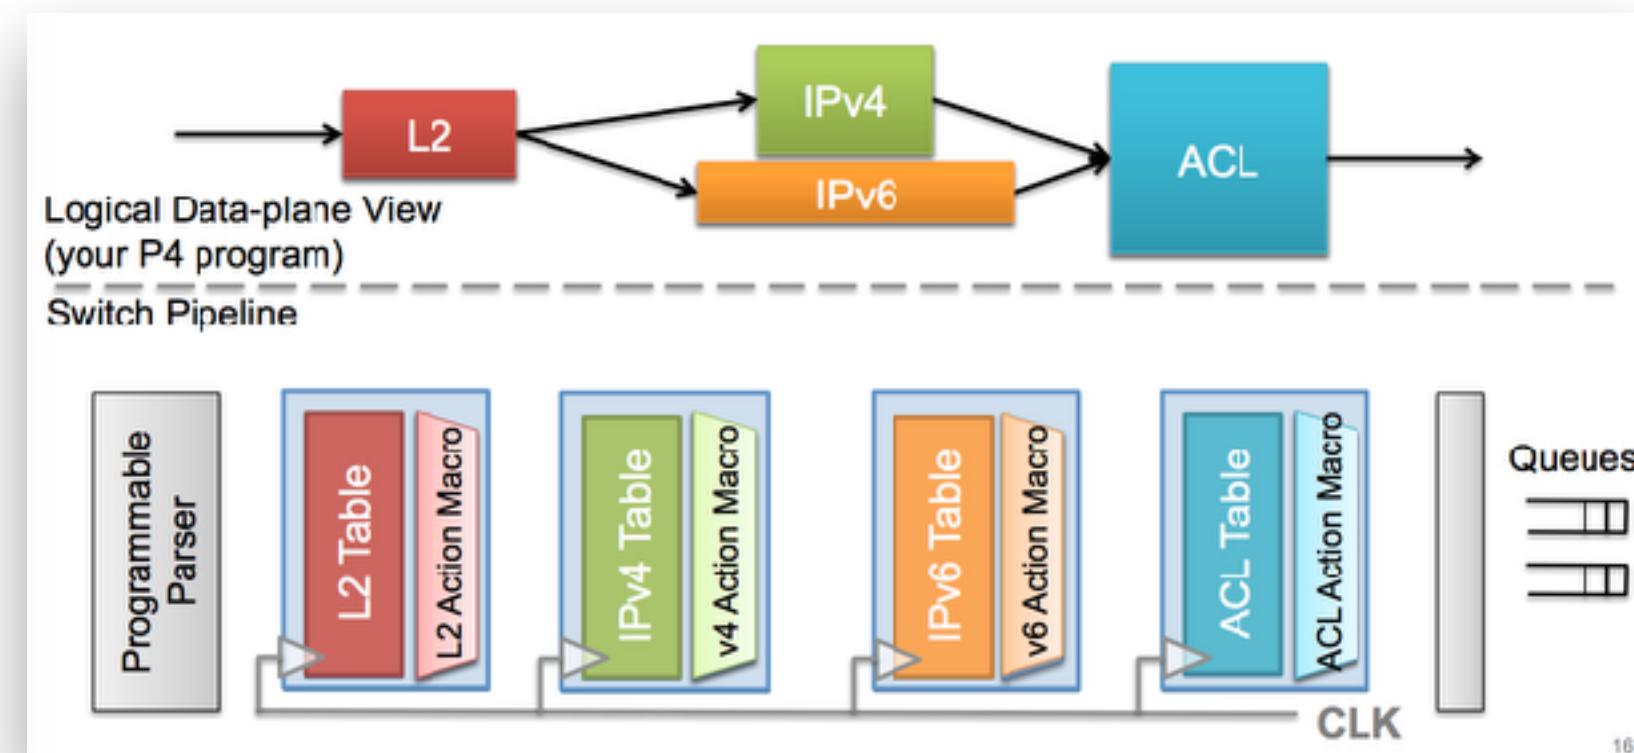 L2
IPv4
IPv6
ACL
Logical Data-plane View
(your P4 program)
Switch Pipeline
Programmable
Parser
L2 Table
L2 Action Macro
IPv4 Table
v4 Action Macro
IPv6 Table
v6 Action Macro
ACL Table
ACL Action Macro
Queues
CLK
16